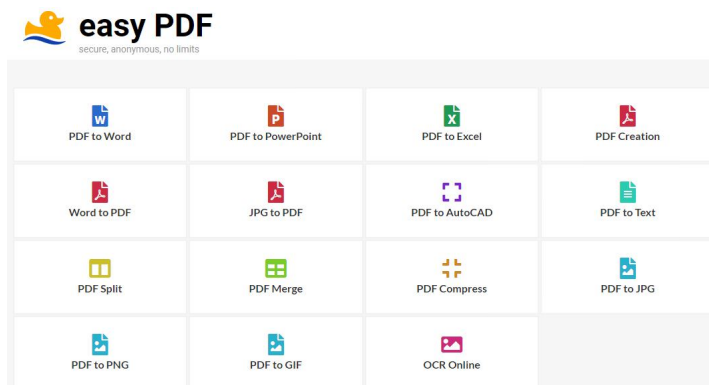 easy PDF
secure, anonymous, no limits
PDF to Word
PDF to PowerPoint
PDF to Excel
PDF Creation
Word to PDF
JPG to PDF
PDF to AutoCAD
PDF to Text
PDF Split
PDF Merge
PDF Compress
PDF to JPG
PDF to PNG
PDF to GIF
OCR Online